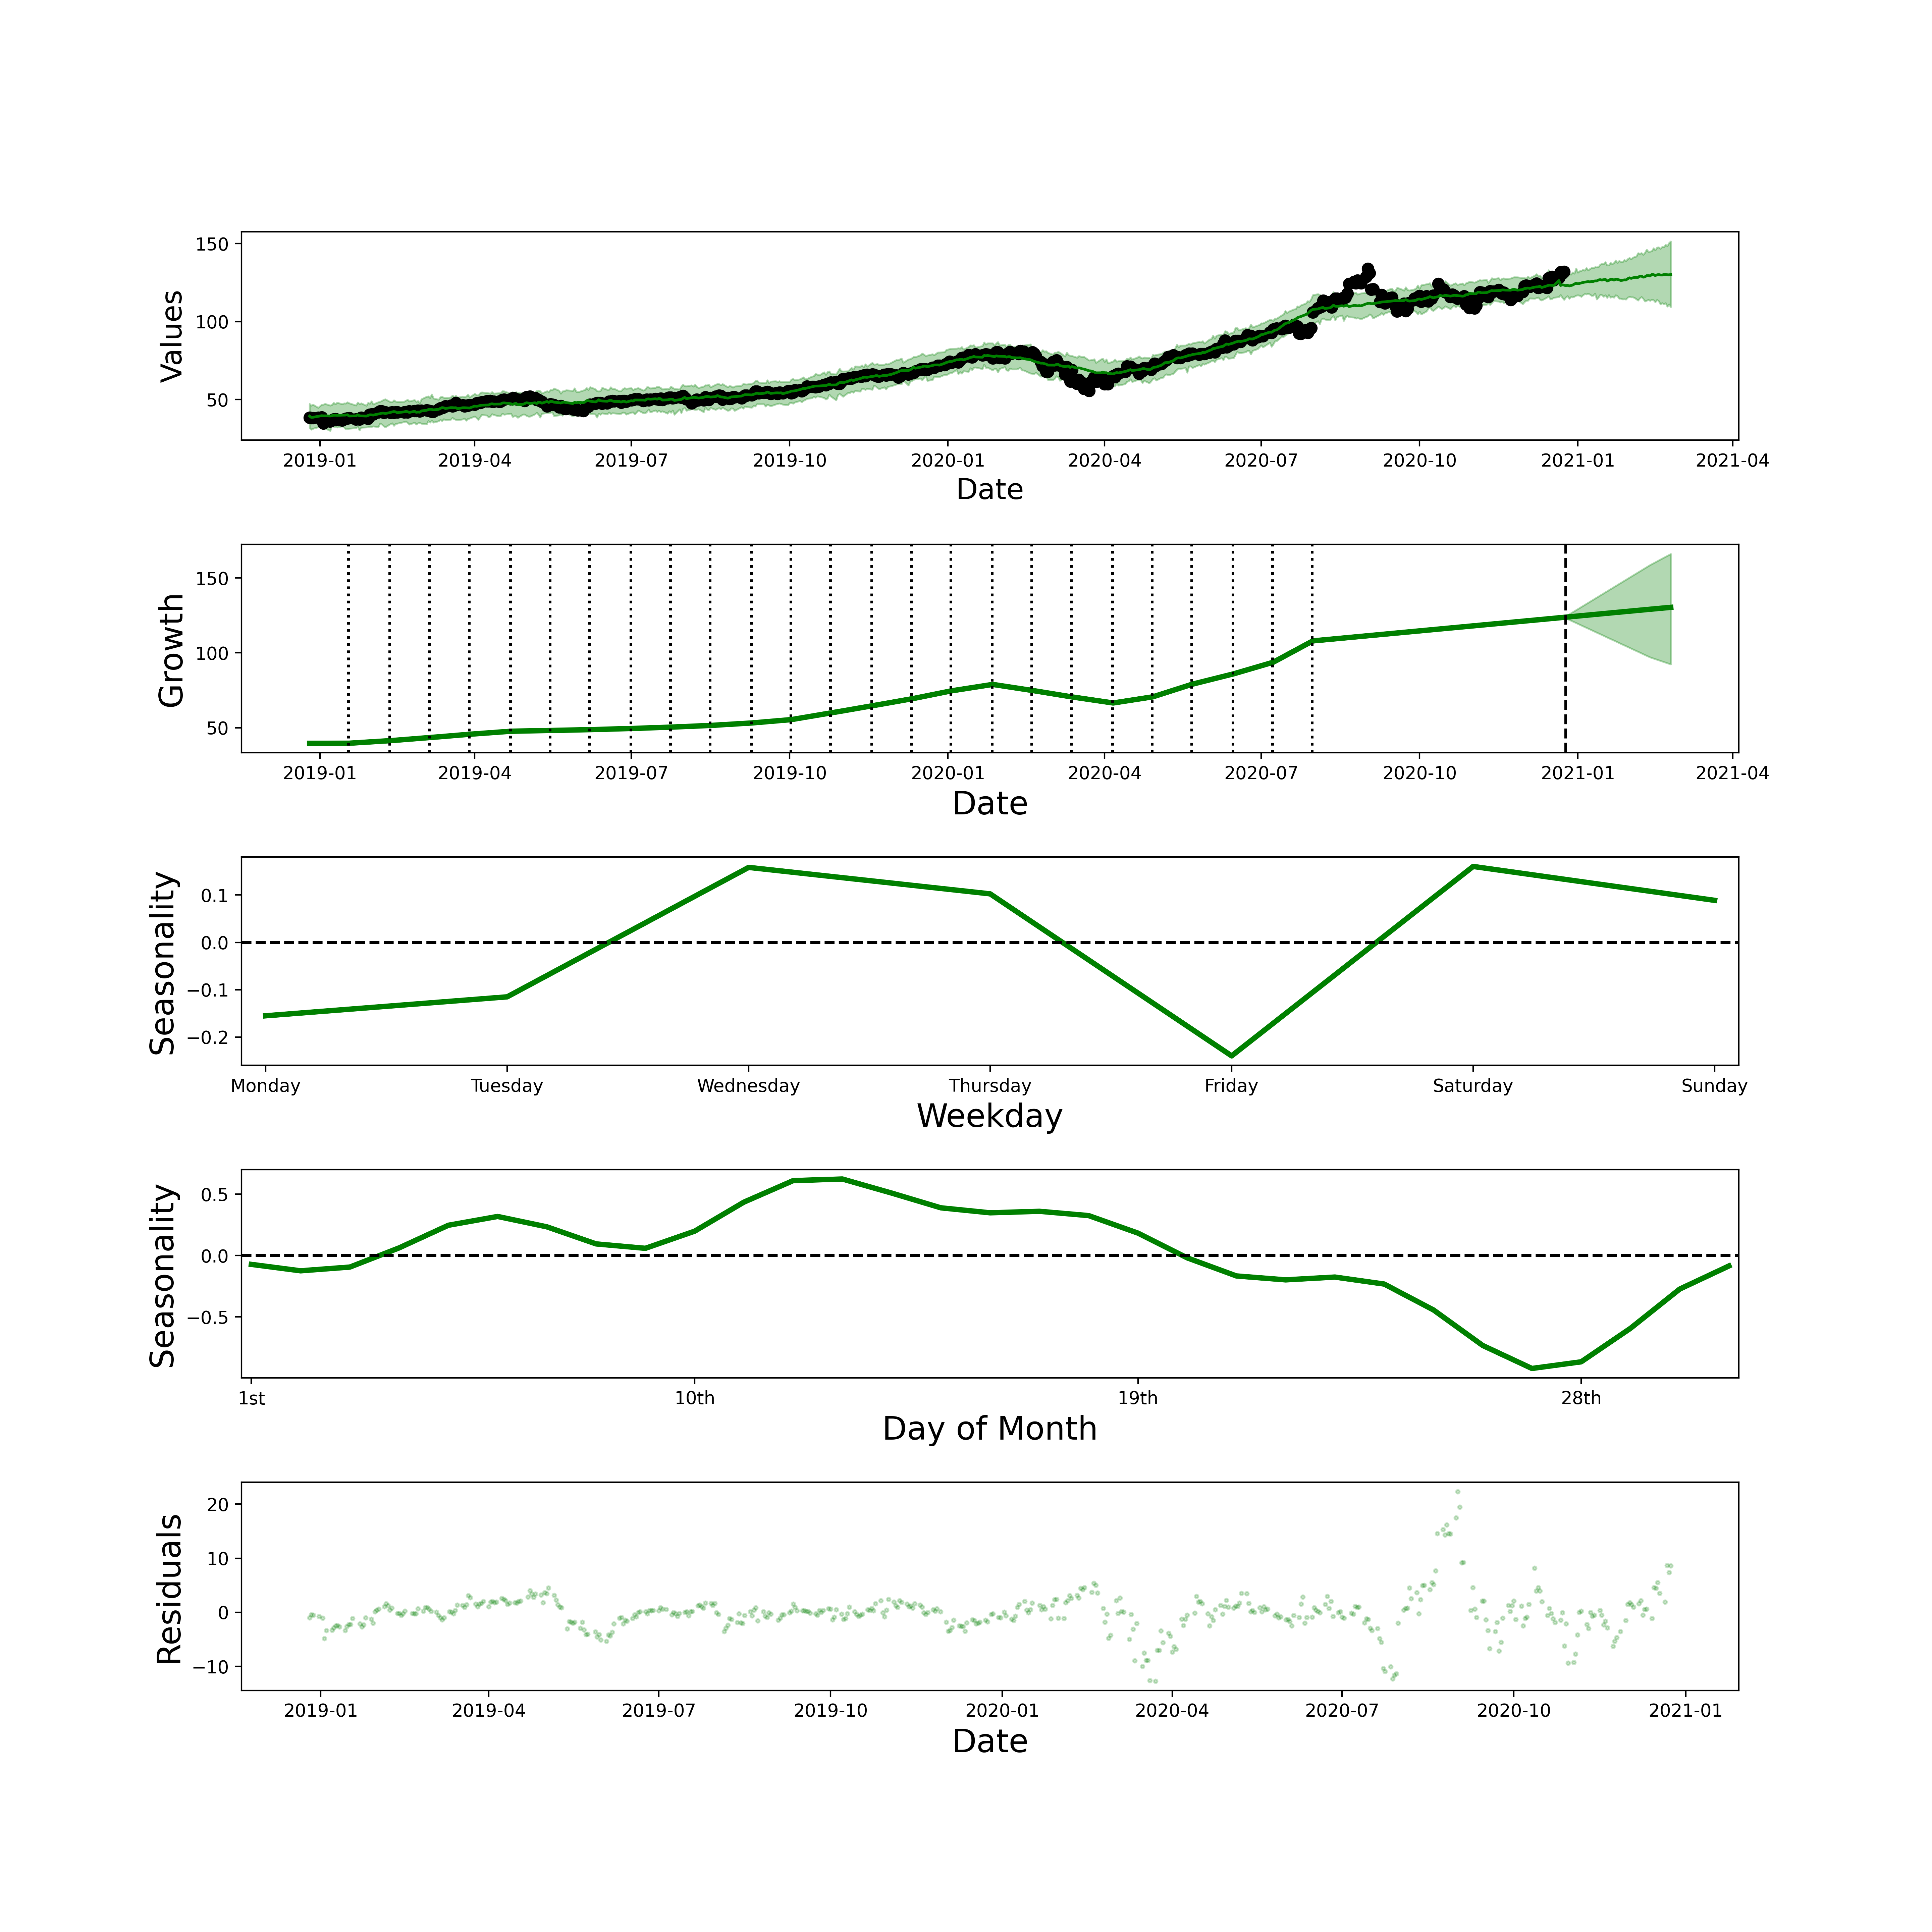 150
100
50
Values
2019-01 2019-04 2019-07 2019-10 2020-01 2020-04 2020-07 2020-10 2021-01 2021-04
Date
150
100
50
Growth
2019-01 2019-04 2019-07 2019-10 2020-01 2020-04 2020-07 2020-10 2021-01 2021-04
Date
0.1
0.0
−0.1
−0.2
Seasonality
Monday Tuesday Wednesday Thursday Friday Saturday Sunday
Weekday
0.5
0.0
−0.5
Seasonality
1st 10th 19th 28th
Day of Month
20
10
0
−10
Residuals
2019-01 2019-04 2019-07 2019-10 2020-01 2020-04 2020-07 2020-10 2021-01
Date